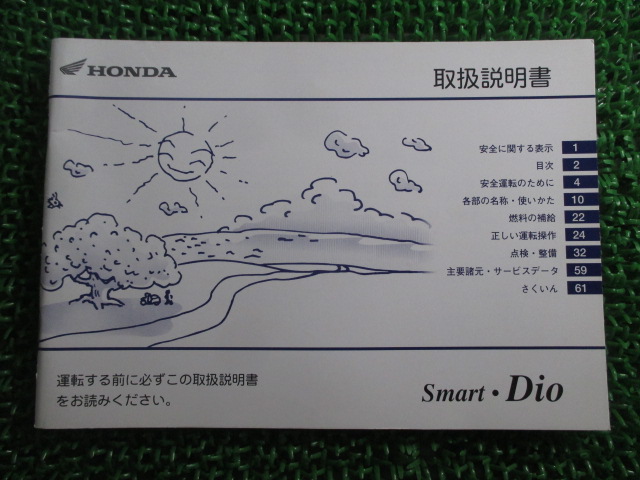 HONDA
取扱説明書
安全に関する表示 1
目次 2
安全運転のために 4
各部の名称・使いかた 10
燃料の補給 22
正しい運転操作 24
点検・整備 32
主要諸元・サービスデータ 59
さくいん 61
運転する前に必ずこの取扱説明書
をお読みください。
Smart・Dio